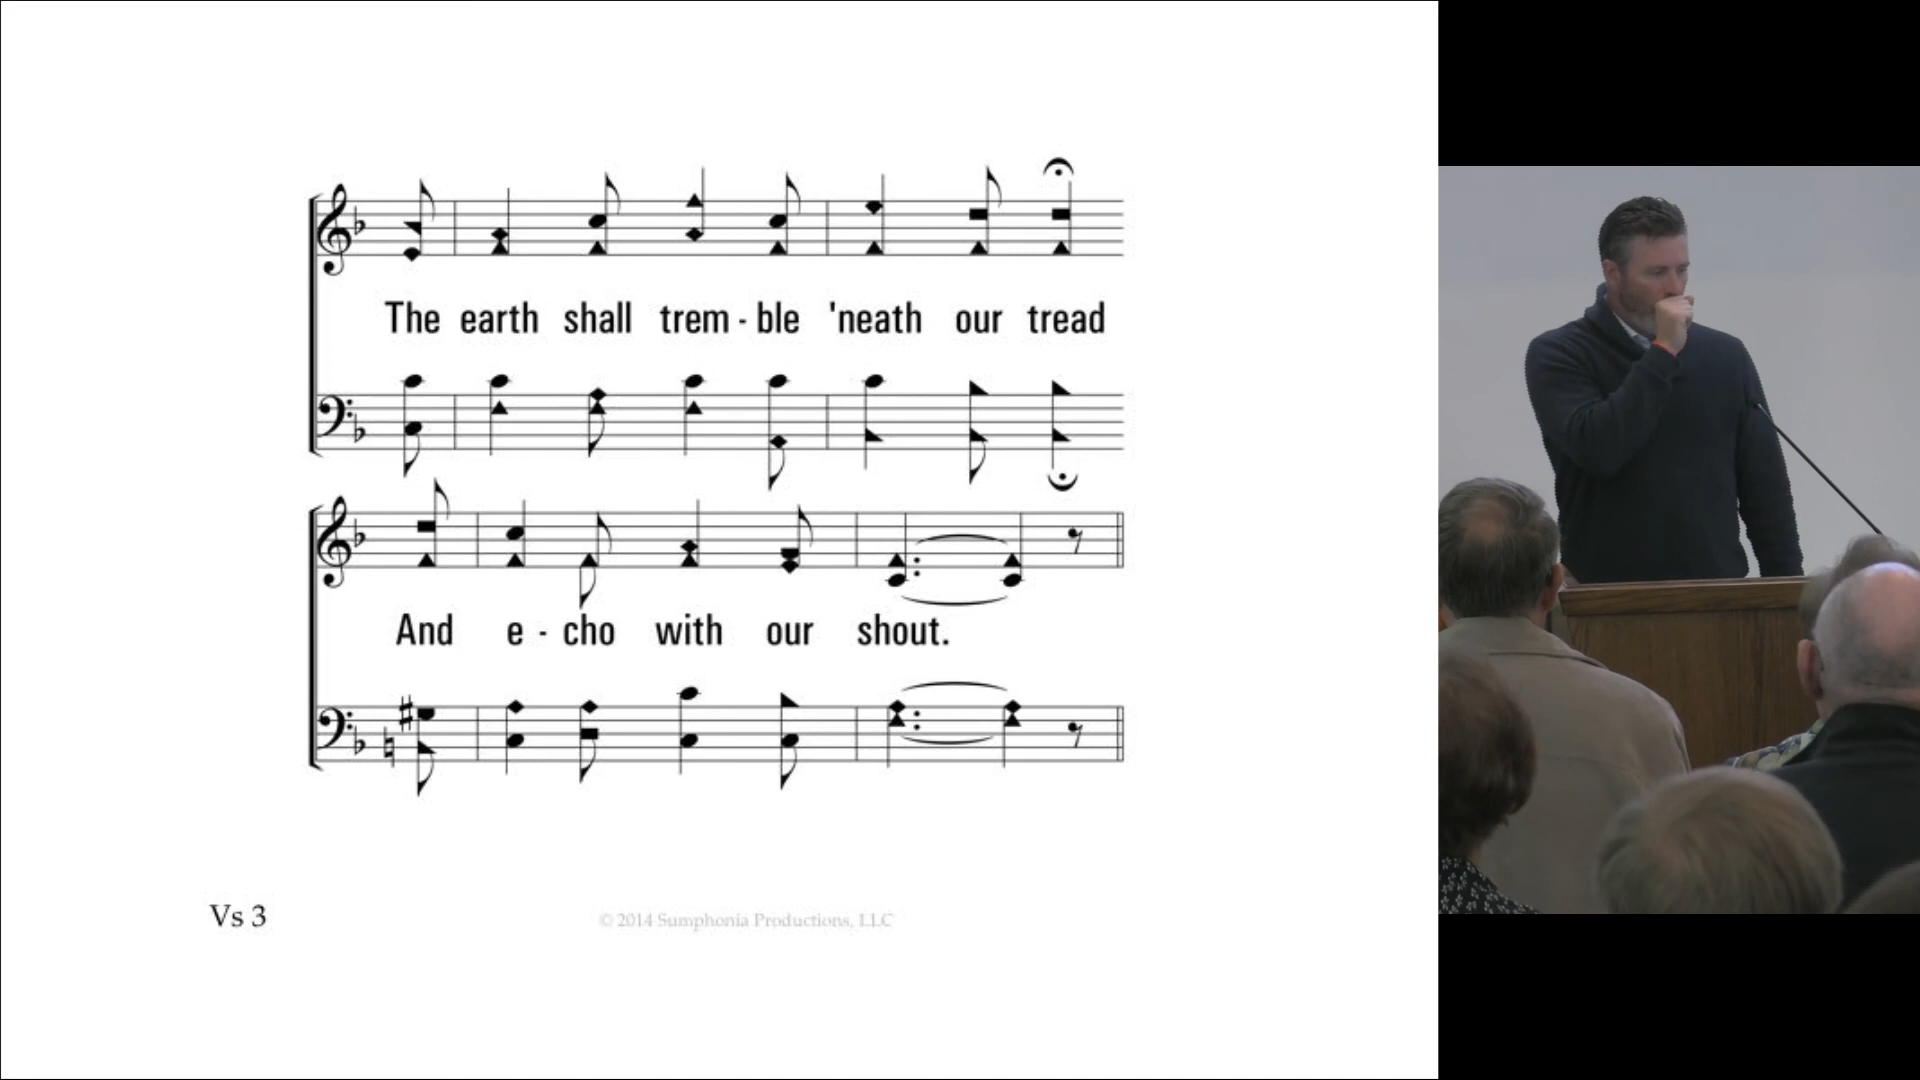 The earth shall trem - ble 'neath our tread
And e - cho with our shout.
Vs 3
© 2014 Sumphonia Productions, LLC